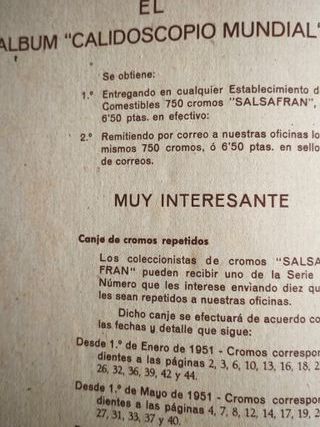 EL
ALBUM "CALIDOSCOPIO MUNDIAL"
Se obtiene:
1.º Entregando en cualquier Establecimiento d
Comestibles 750 cromos "SALSAFRAN",
6'50 ptas. en efectivo:
2.º Remitiendo por correo a nuestras oficinas lo
mismos 750 cromos, ó 6'50 ptas. en sello
de correos.
MUY INTERESANTE
Canje de cromos repetidos
Los coleccionistas de cromos "SALSA
FRAN" pueden recibir uno de la Serie
Número que les interese enviando diez qu
les sean repetidos a nuestras oficinas.
Dicho canje se efectuará de acuerdo co
las fechas y detalle que sigue:
Desde 1.º de Enero de 1951 - Cromos correspon
dientes a las páginas 2, 3, 6, 10, 13, 16, 18, 2
26, 32, 36, 39, 42 y 44.
Desde 1.º de Mayo de 1951 - Cromos correspon
dientes a las páginas 4, 7, 8, 12, 14, 17, 19, 2
27, 31, 33, 37 y 40.